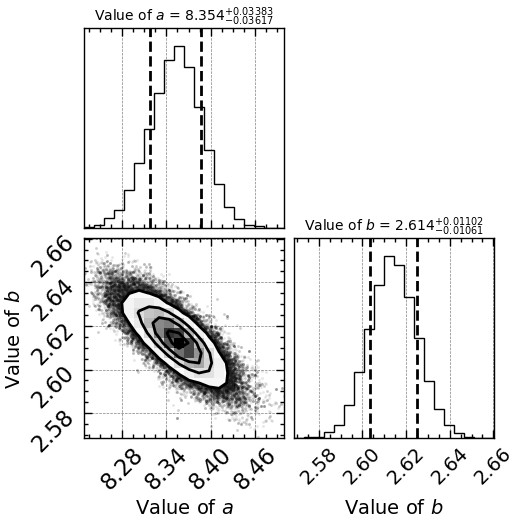 Value of a = 8.354+0.03383 −0.03617
Value of b = 2.614+0.01102 −0.01061
2.66
2.64
2.62
2.60
2.58
Value of b
8.28 8.34 8.40 8.46
2.58 2.60 2.62 2.64 2.66
Value of a
Value of b